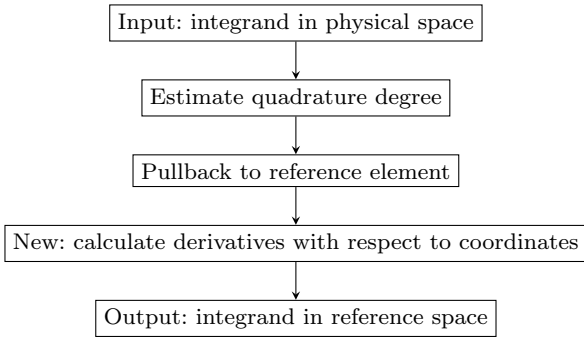 Input: integrand in physical space
Estimate quadrature degree
Pullback to reference element
New: calculate derivatives with respect to coordinates
Output: integrand in reference space